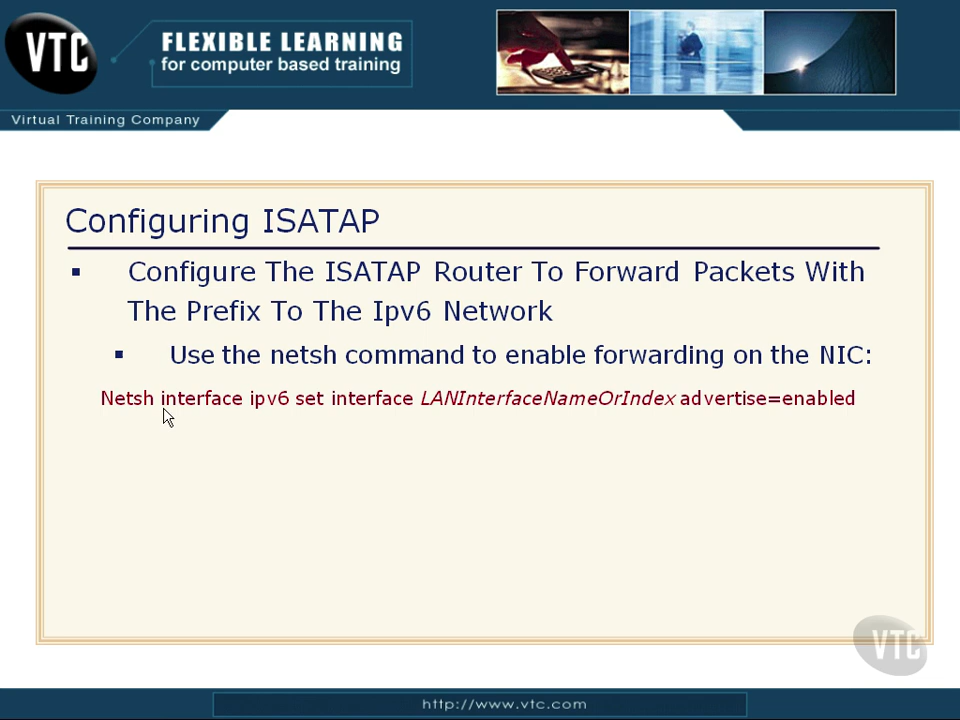 VTC
FLEXIBLE LEARNING
for computer based training
Virtual Training Company
Configuring ISATAP
▪ Configure The ISATAP Router To Forward Packets With
The Prefix To The Ipv6 Network
▪ Use the netsh command to enable forwarding on the NIC:
Netsh interface ipv6 set interface LANInterfaceNameOrIndex advertise=enabled
VTC
http://www.vtc.com